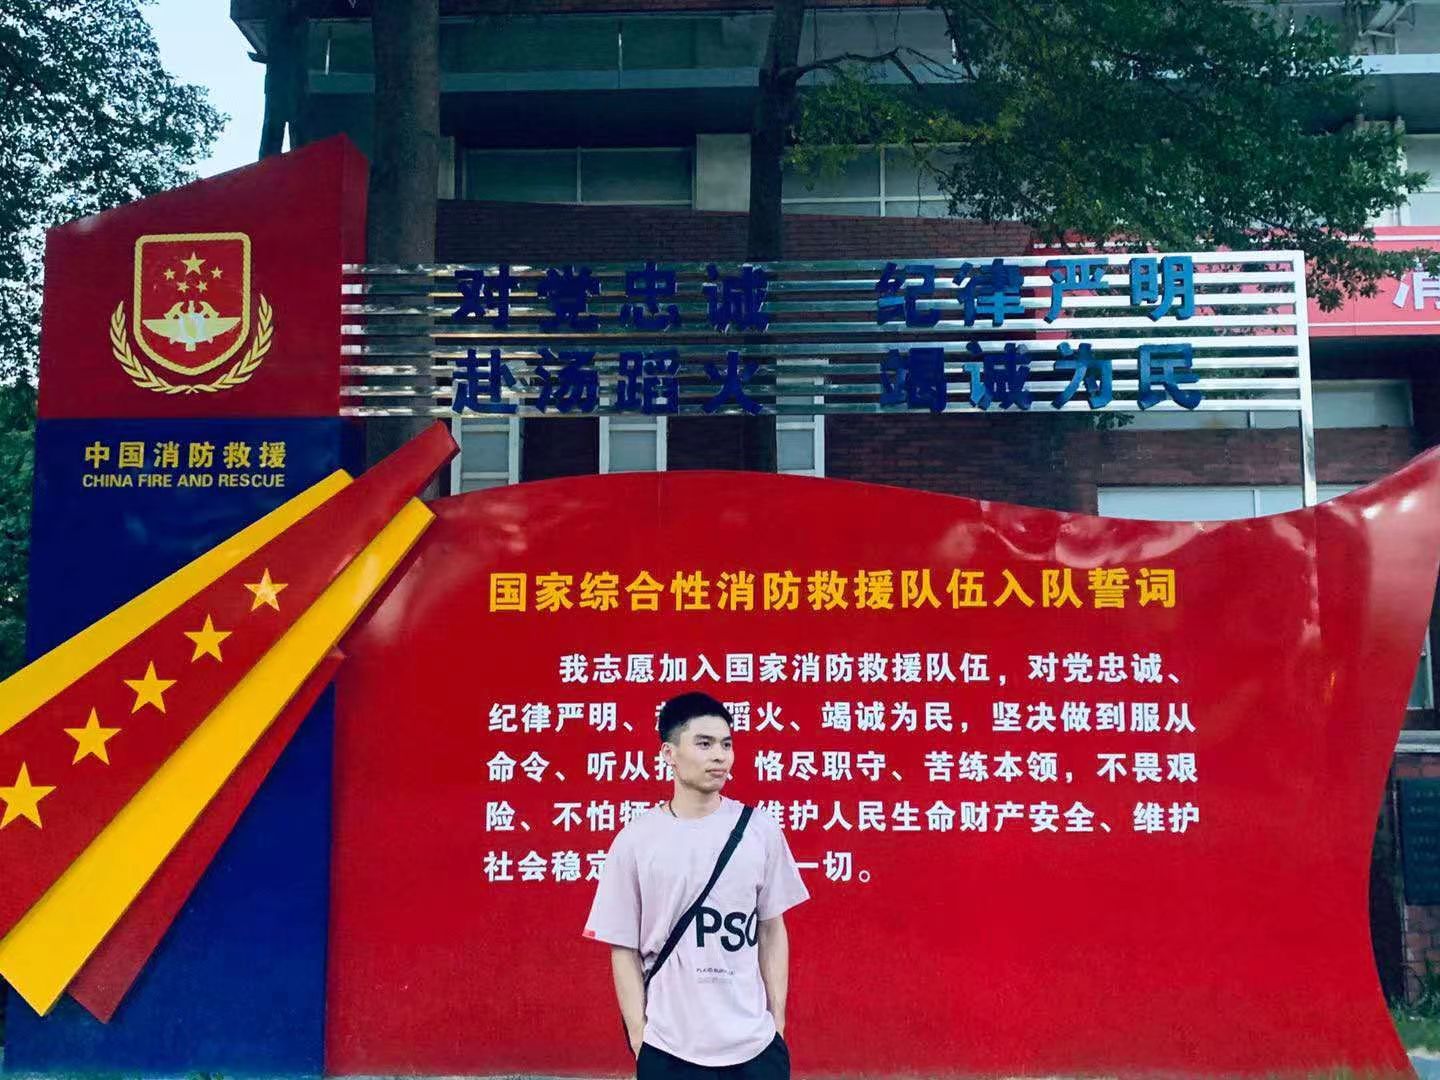 对党忠诚 纪律严明
赴汤蹈火 竭诚为民
消
中国消防救援
CHINA FIRE AND RESCUE
国家综合性消防救援队伍入队誓词
我志愿加入国家消防救援队伍，对党忠诚、
纪律严明、蹈火、竭诚为民，坚决做到服从
命令、听从 恪尽职守、苦练本领，不畏艰
险、不怕 维护人民生命财产安全、维护
社会稳定 一切。
PSO